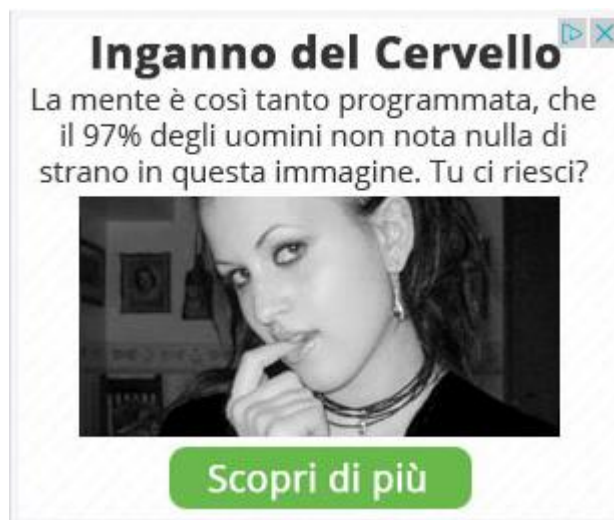 Inganno del Cervello
La mente è così tanto programmata, che
il 97% degli uomini non nota nulla di
strano in questa immagine. Tu ci riesci?
Scopri di più